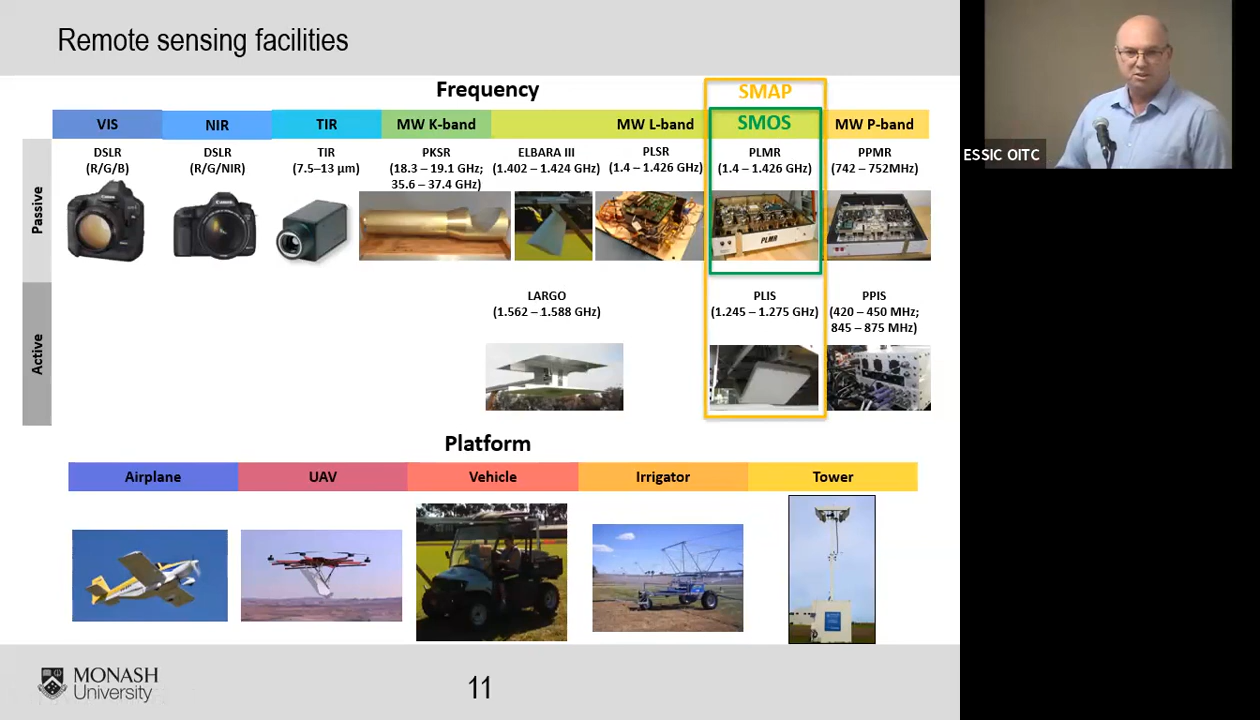 Remote sensing facilities
Frequency
SMAP
VIS
NIR
TIR
MW K-band
MW L-band
SMOS
MW P-band
Passive
DSLR
(R/G/B)
DSLR
(R/G/NIR)
TIR
(7.5–13 µm)
PKSR
(18.3 – 19.1 GHz;
35.6 – 37.4 GHz)
ELBARA III
(1.402 – 1.424 GHz)
PLSR
(1.4 – 1.426 GHz)
PLMR
(1.4 – 1.426 GHz)
PPMR
(742 – 752MHz)
Canon
Canon
PLMR
Active
LARGO
(1.562 – 1.588 GHz)
PLIS
(1.245 – 1.275 GHz)
PPIS
(420 – 450 MHz;
845 – 875 MHz)
Platform
Airplane
UAV
Vehicle
Irrigator
Tower
MONASH
University
11
ESSIC OITC